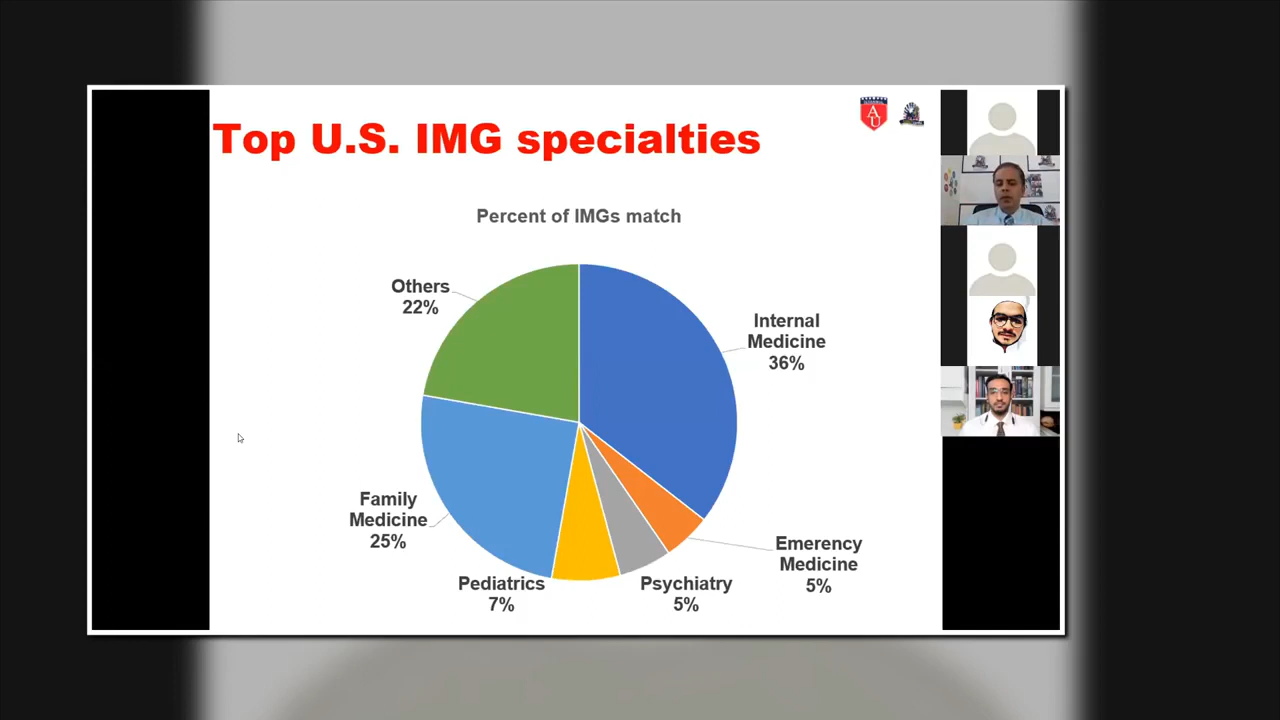 Top U.S. IMG specialties
Percent of IMGs match
Others
22%
Internal
Medicine
36%
Family
Medicine
25%
Emerency
Medicine
5%
Pediatrics
7%
Psychiatry
5%
AU